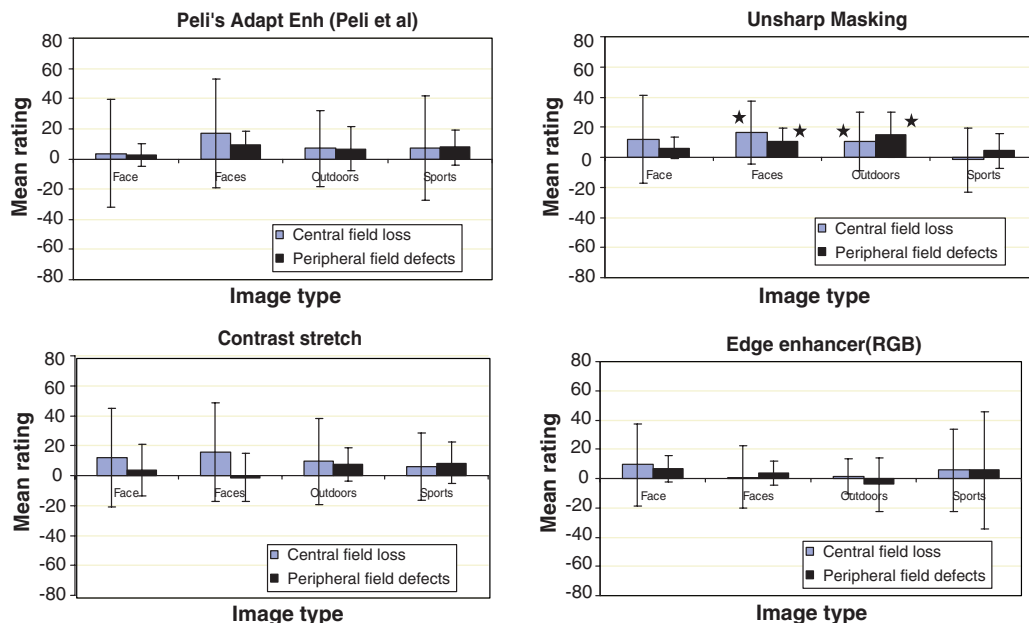 Peli's Adapt Enh (Peli et al)
80
60
40
20
0
-20
-40
-60
-80
Mean rating
Face
Faces
Outdoors
Sports
Central field loss
Peripheral field defects
Image type
Unsharp Masking
80
60
40
20
0
-20
-40
-60
-80
Mean rating
Face
Faces
Outdoors
Sports
Central field loss
Peripheral field defects
Image type
Contrast stretch
80
60
40
20
0
-20
-40
-60
-80
Mean rating
Face
Faces
Outdoors
Sports
Central field loss
Peripheral field defects
Image type
Edge enhancer(RGB)
80
60
40
20
0
-20
-40
-60
-80
Mean rating
Face
Faces
Outdoors
Sports
Central field loss
Peripheral field defects
Image type